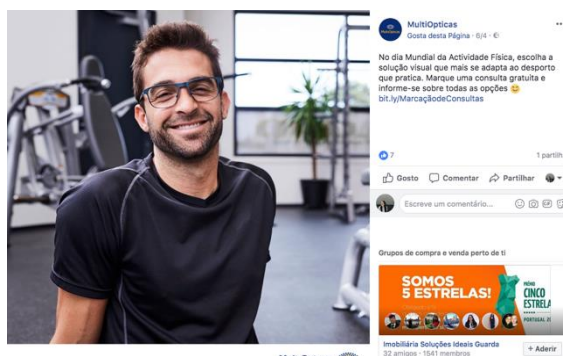 MultiOpticas
Gosta desta Página · 6/4 ·
No dia Mundial da Actividade Física, escolha a
solução visual que mais se adapta ao desporto
que pratica. Marque uma consulta gratuita e
informe-se sobre todas as opções 😄
bit.ly/MarcaçãodeConsultas
7
1 partilh
Gosto Comentar Partilhar
Escreve um comentário...
Grupos de compra e venda perto de ti
SOMOS
5 ESTRELAS!
PRÉMIO
CINCO
ESTRELA
PORTUGAL
Imobiliária Soluções Ideais Guarda
32 amigos · 1541 membros
+ Aderir